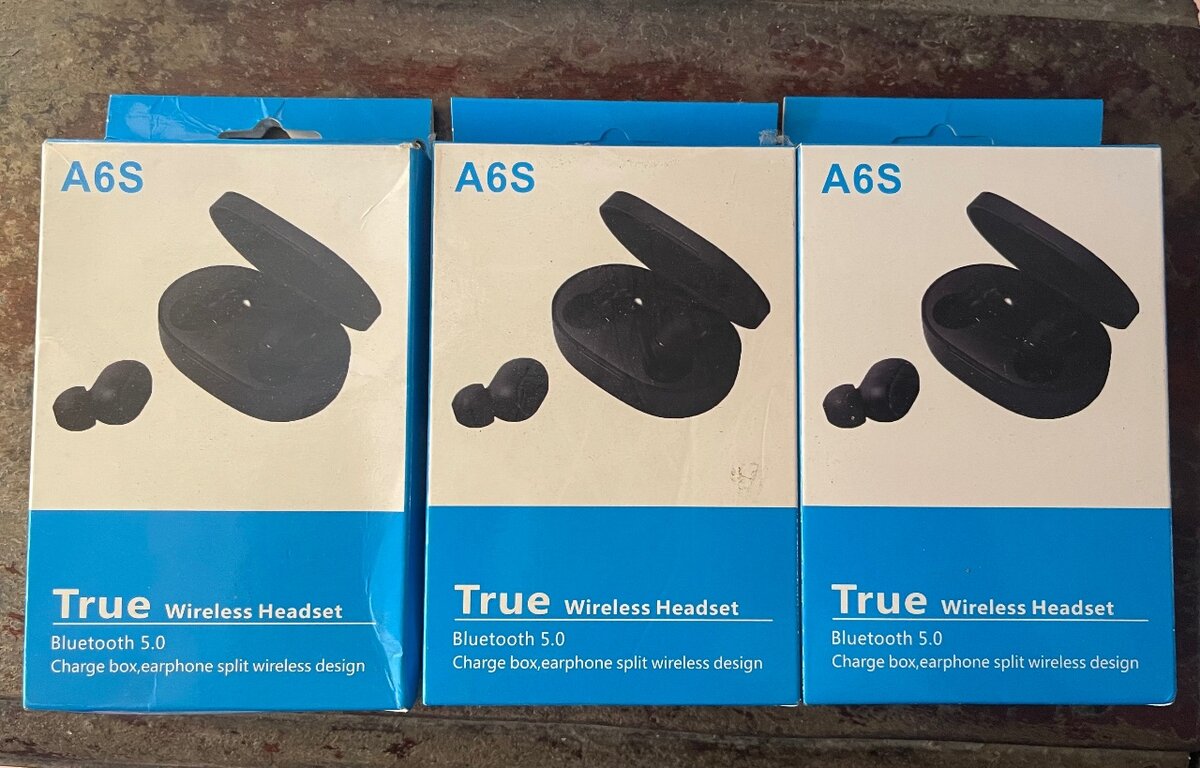 A6S
True Wireless Headset
Bluetooth 5.0
Charge box,earphone split wireless design
A6S
True Wireless Headset
Bluetooth 5.0
Charge box,earphone split wireless design
A6S
True Wireless Headset
Bluetooth 5.0
Charge box,earphone split wireless design